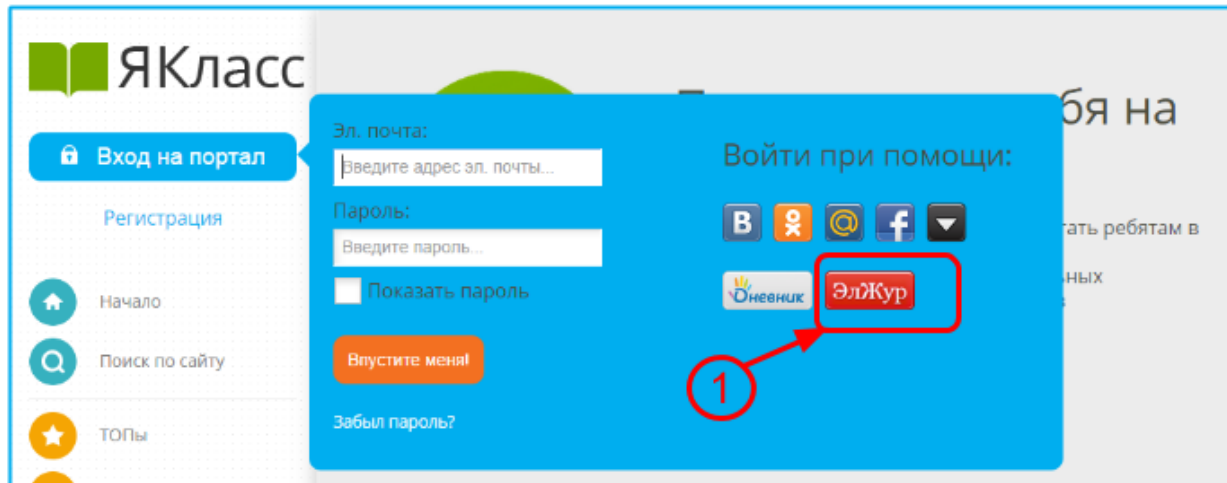 ЯКласс
Вход на портал
Регистрация
Начало
Поиск по сайту
ТОПы
Эл. почта:
Введите адрес эл. почты...
Пароль:
Введите пароль...
Показать пароль
Впустите меня!
Забыл пароль?
Войти при помощи:
В @ f
Дневник ЭлЖур
1
бя на
гать ребятам в
ьных